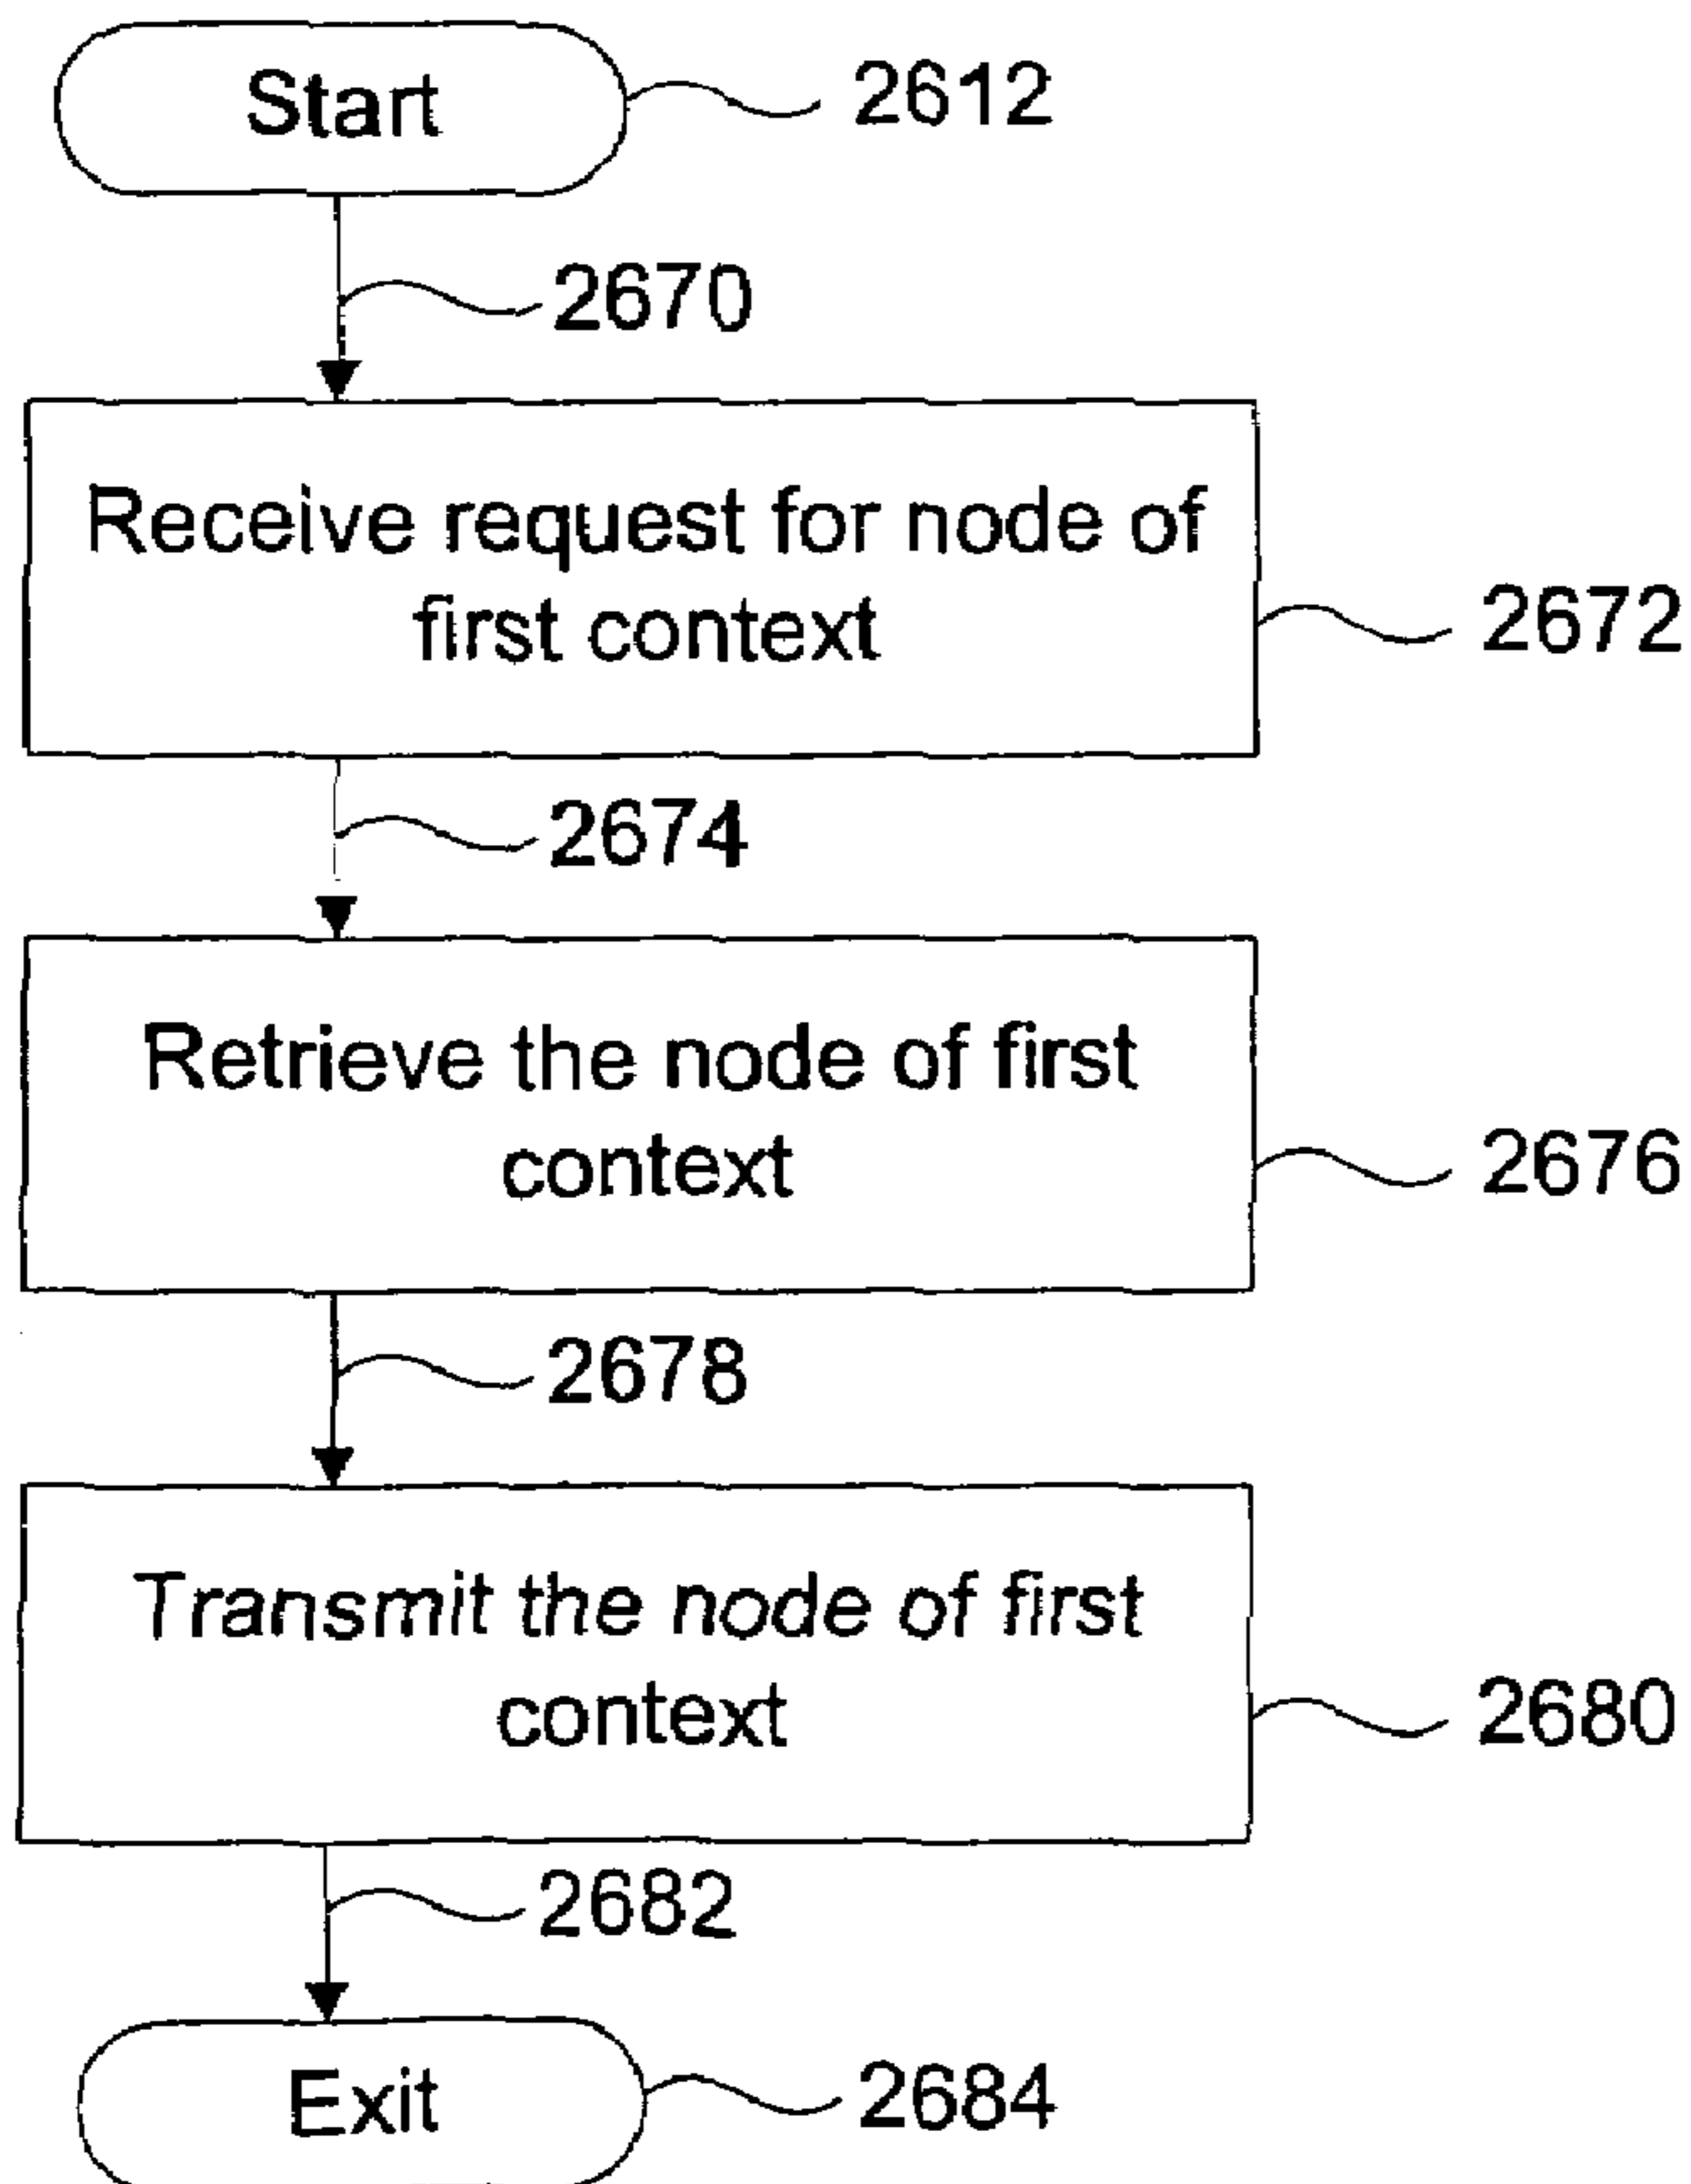 Start
2612
2670
Receive request for node of
first context
2672
2674
Retrieve the node of first
context
2676
2678
Transmit the node of first
context
2680
2682
Exit
2684